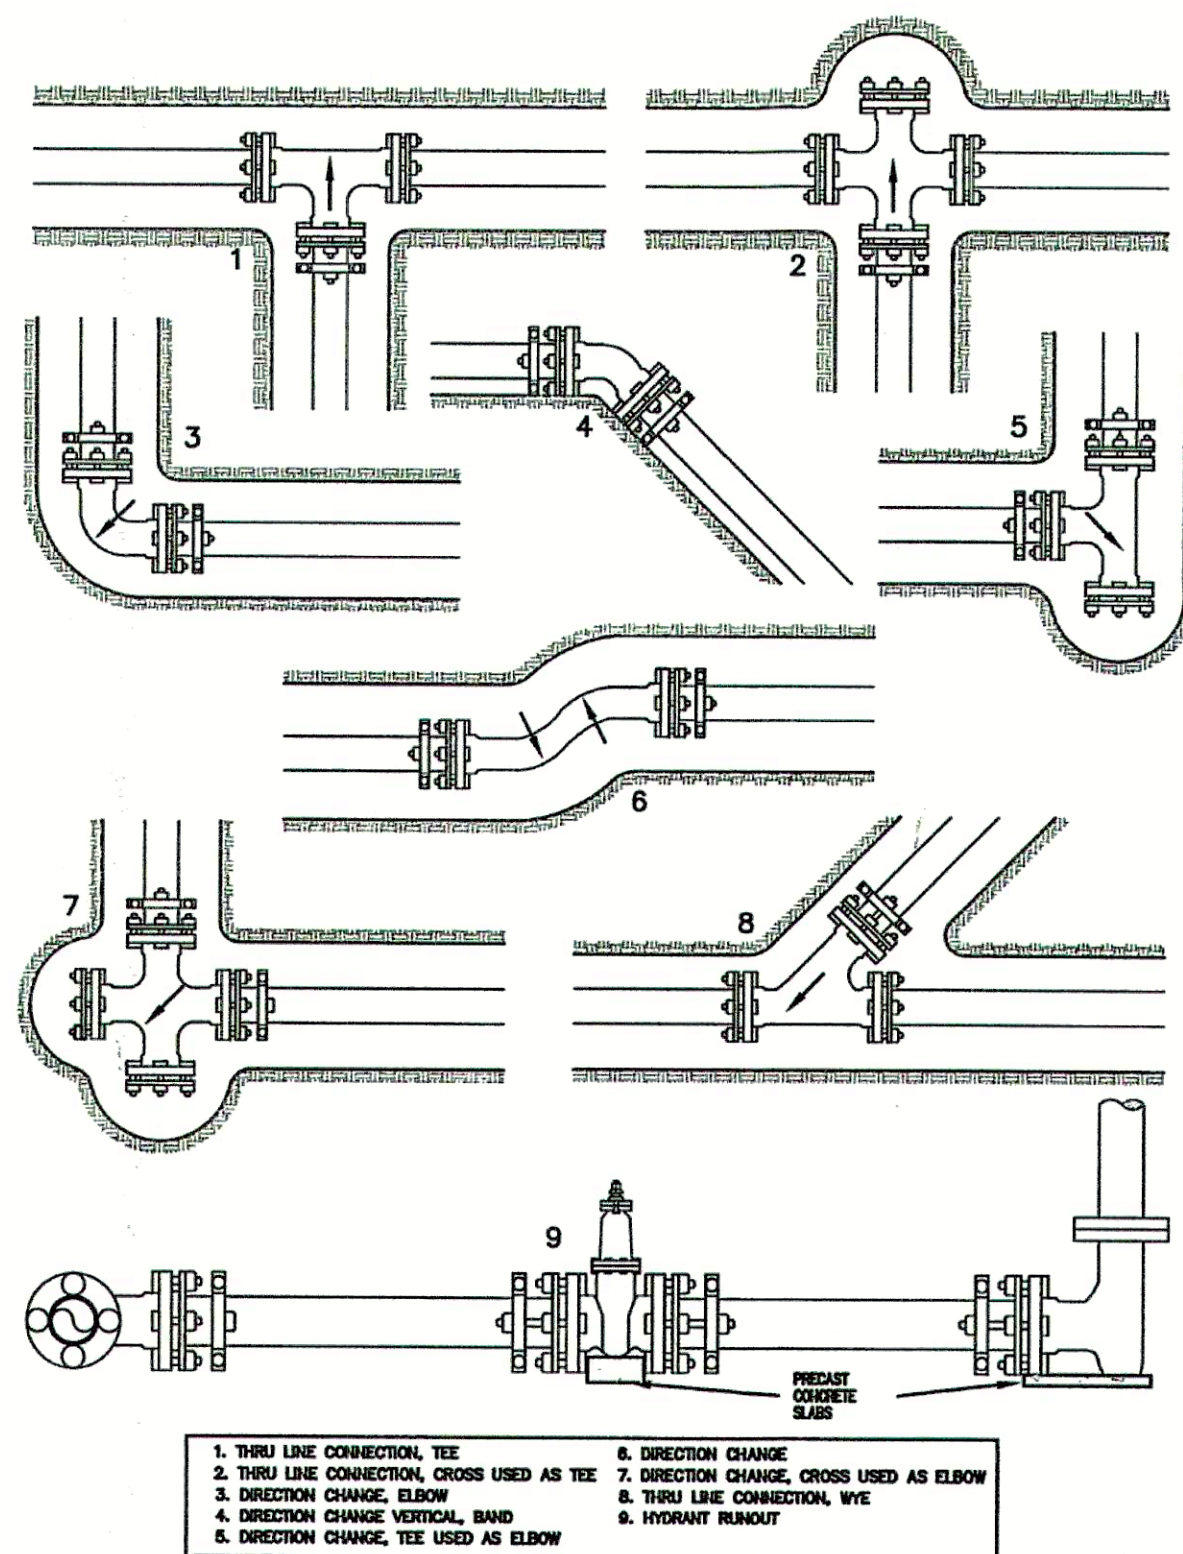 1
2
3
4
5
6
7
8
9
PRECAST
CONCRETE
SLABS
1. THRU LINE CONNECTION, TEE
2. THRU LINE CONNECTION, CROSS USED AS TEE
3. DIRECTION CHANGE, ELBOW
4. DIRECTION CHANGE VERTICAL, BAND
5. DIRECTION CHANGE, TEE USED AS ELBOW
6. DIRECTION CHANGE
7. DIRECTION CHANGE, CROSS USED AS ELBOW
8. THRU LINE CONNECTION, WYE
9. HYDRANT RUNOUT